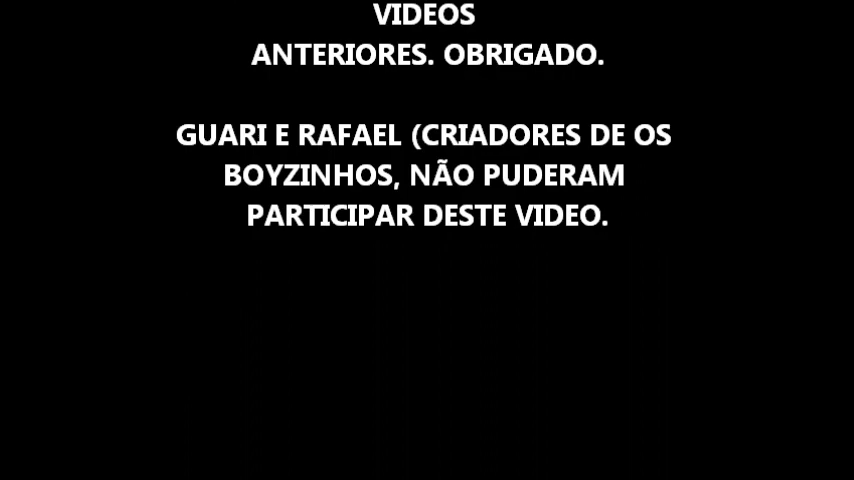 VIDEOS
ANTERIORES. OBRIGADO.
GUARI E RAFAEL (CRIADORES DE OS
BOYZINHOS, NÃO PUDERAM
PARTICIPAR DESTE VIDEO.